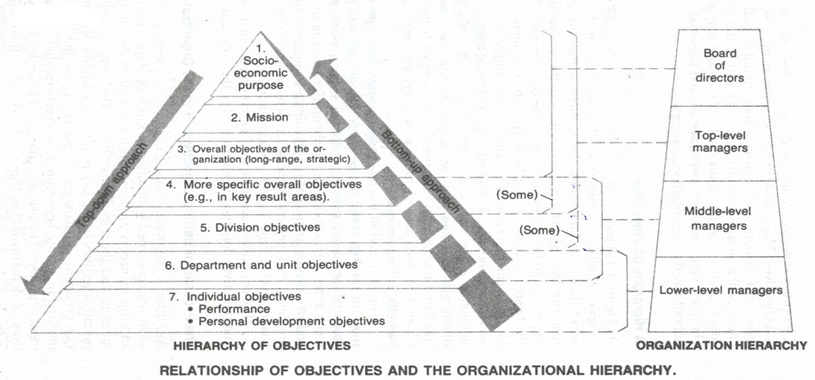 1.
Socio-
economic
purpose
2. Mission
3. Overall objectives of the or-
ganization (long-range, strategic)
4. More specific overall objectives
(e.g., in key result areas).
5. Division objectives
6. Department and unit objectives
7. Individual objectives
• Performance
• Personal development objectives
Top-down approach
Bottom-up approach
(Some)
(Some)
Board
of
directors
Top-level
managers
Middle-level
managers
Lower-level managers
HIERARCHY OF OBJECTIVES
ORGANIZATION HIERARCHY
RELATIONSHIP OF OBJECTIVES AND THE ORGANIZATIONAL HIERARCHY.